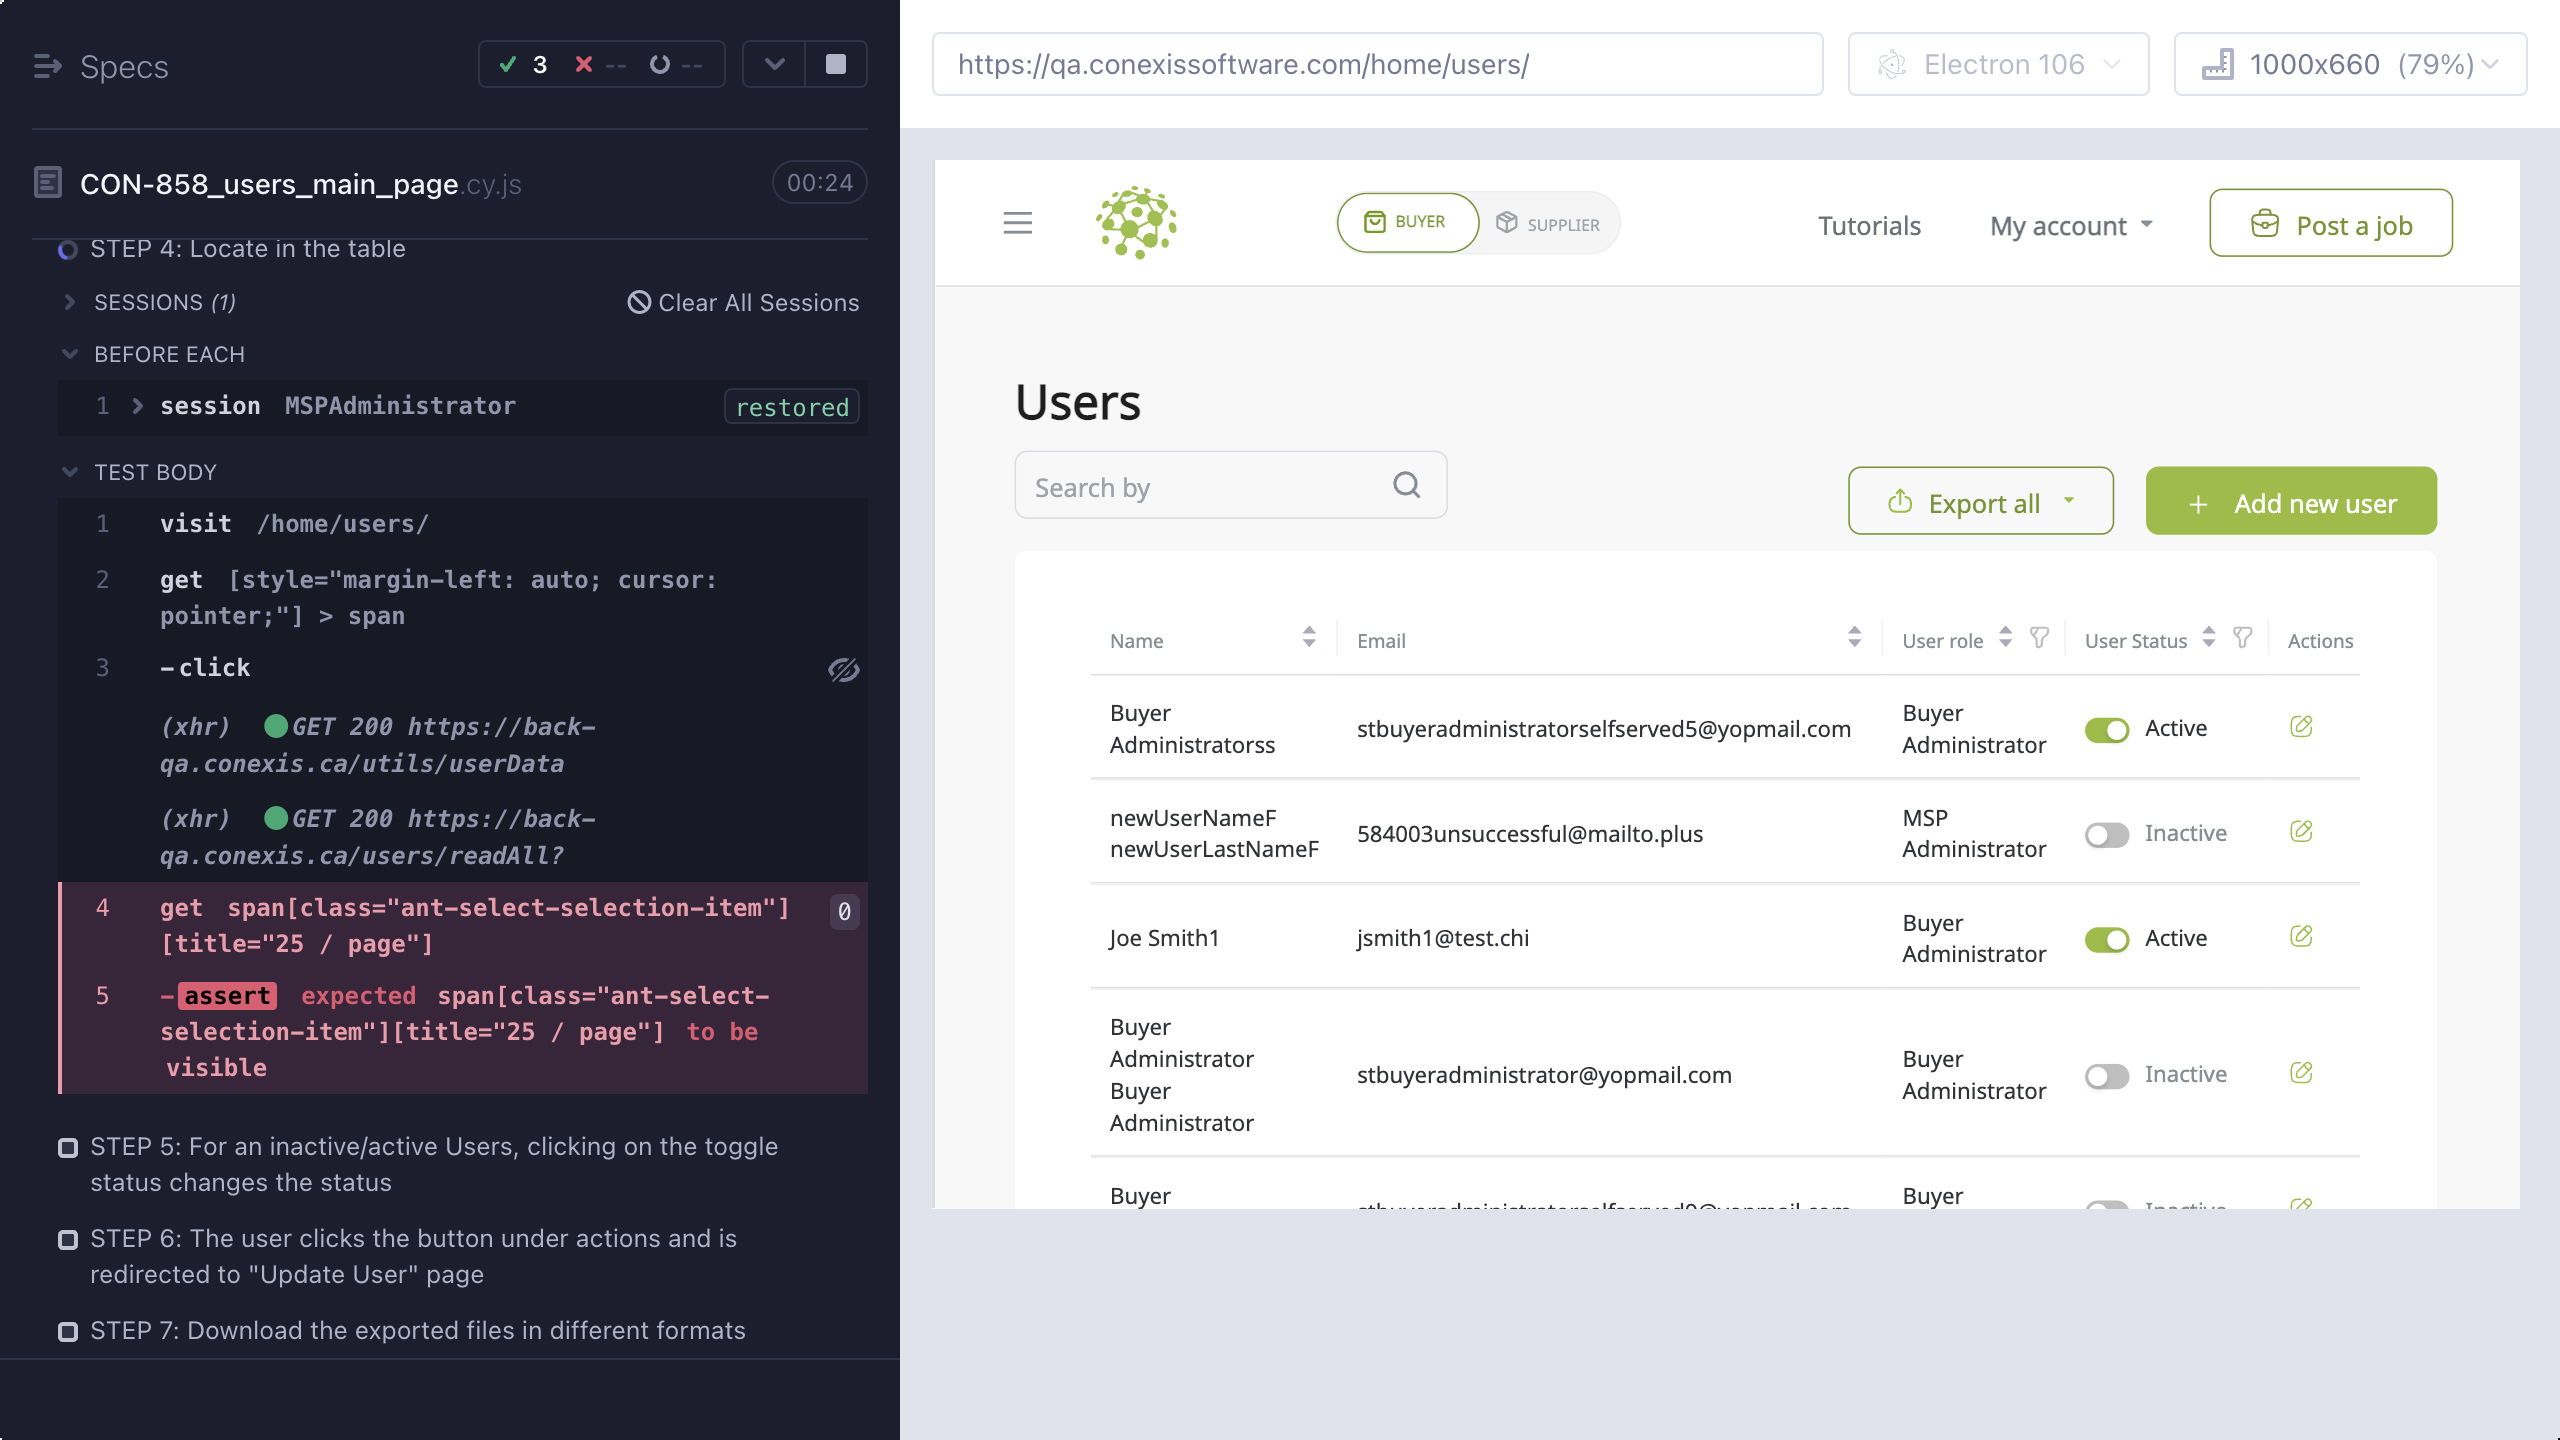 Specs
3
--
--
CON-858_users_main_page.cy.js
00:24
STEP 4: Locate in the table
SESSIONS (1)
Clear All Sessions
BEFORE EACH
1 session MSPAdministrator
restored
TEST BODY
1 visit /home/users/
2 get [style="margin-left: auto; cursor:
pointer;"] > span
3 -click
(xhr) GET 200 https://back-
qa.conexis.ca/utils/userData
(xhr) GET 200 https://back-
qa.conexis.ca/users/readAll?
4 get span[class="ant-select-selection-item"]
[title="25 / page"]
0
5 -assert expected span[class="ant-select-
selection-item"][title="25 / page"] to be
visible
STEP 5: For an inactive/active Users, clicking on the toggle
status changes the status
STEP 6: The user clicks the button under actions and is
redirected to "Update User" page
STEP 7: Download the exported files in different formats
https://qa.conexissoftware.com/home/users/
Electron 106
1000x660 (79%)
BUYER
SUPPLIER
Tutorials
My account
Post a job
Users
Search by
Export all
+ Add new user
Name
Email
User role
User Status
Actions
Buyer
Administratorss
stbuyeradministratorselfserved5@yopmail.com
Buyer
Administrator
Active
newUserNameF
newUserLastNameF
584003unsuccessful@mailto.plus
MSP
Administrator
Inactive
Joe Smith1
jsmith1@test.chi
Buyer
Administrator
Active
Buyer
Administrator
Buyer
Administrator
stbuyeradministrator@yopmail.com
Buyer
Administrator
Inactive
Buyer
Buyer
Inactive